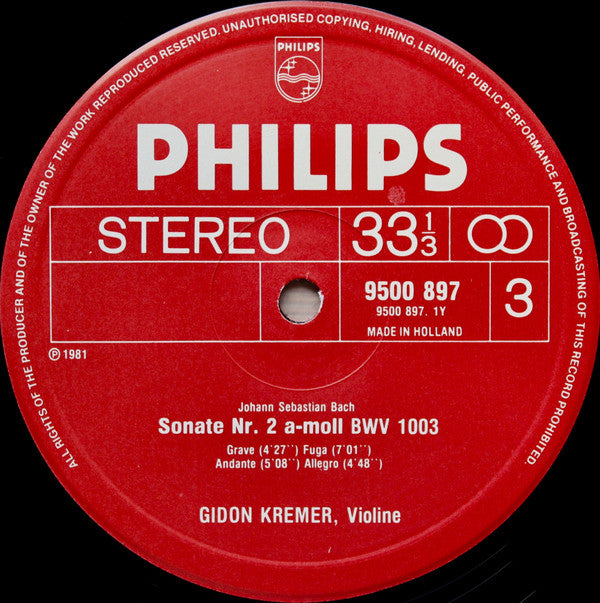 ALL RIGHTS OF THE PRODUCER AND OF THE OWNER OF THE WORK REPRODUCED RESERVED. UNAUTHORISED COPYING, HIRING, LENDING, PUBLIC PERFORMANCE AND BROADCASTING OF THIS RECORD PROHIBITED.
PHILIPS
PHILIPS
STEREO 33 1/3
9500 897 3
9500 897. 1Y
MADE IN HOLLAND
℗ 1981
Johann Sebastian Bach
Sonate Nr. 2 a-moll BWV 1003
Grave (4'27'') Fuga (7'01'')
Andante (5'08'') Allegro (4'48'')
GIDON KREMER, Violine